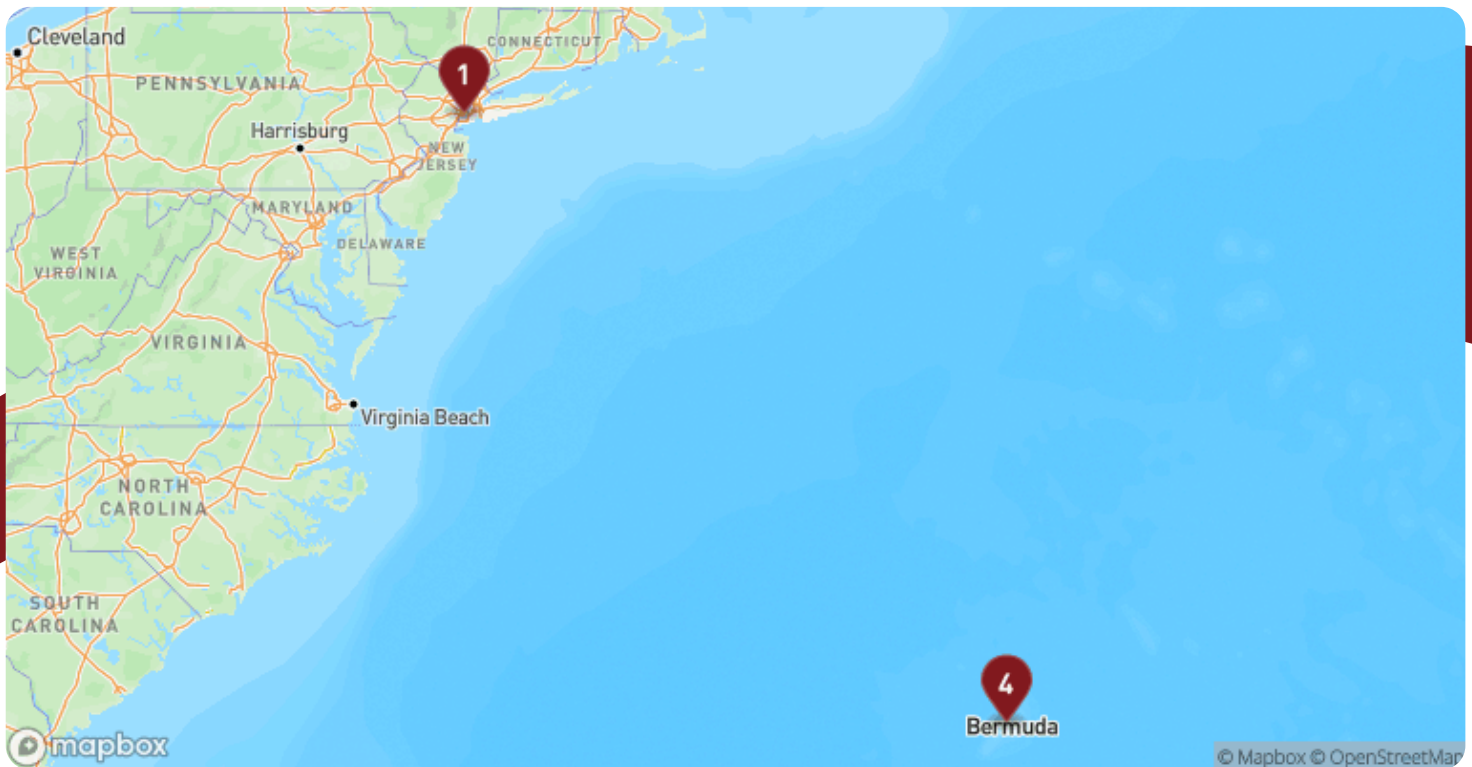 Cleveland
CONNECTICUT
1
PENNSYLVANIA
Harrisburg
NEW
JERSEY
MARYLAND
DELAWARE
WEST
VIRGINIA
VIRGINIA
Virginia Beach
NORTH
CAROLINA
SOUTH
CAROLINA
4
Bermuda
mapbox
© Mapbox © OpenStreetMap